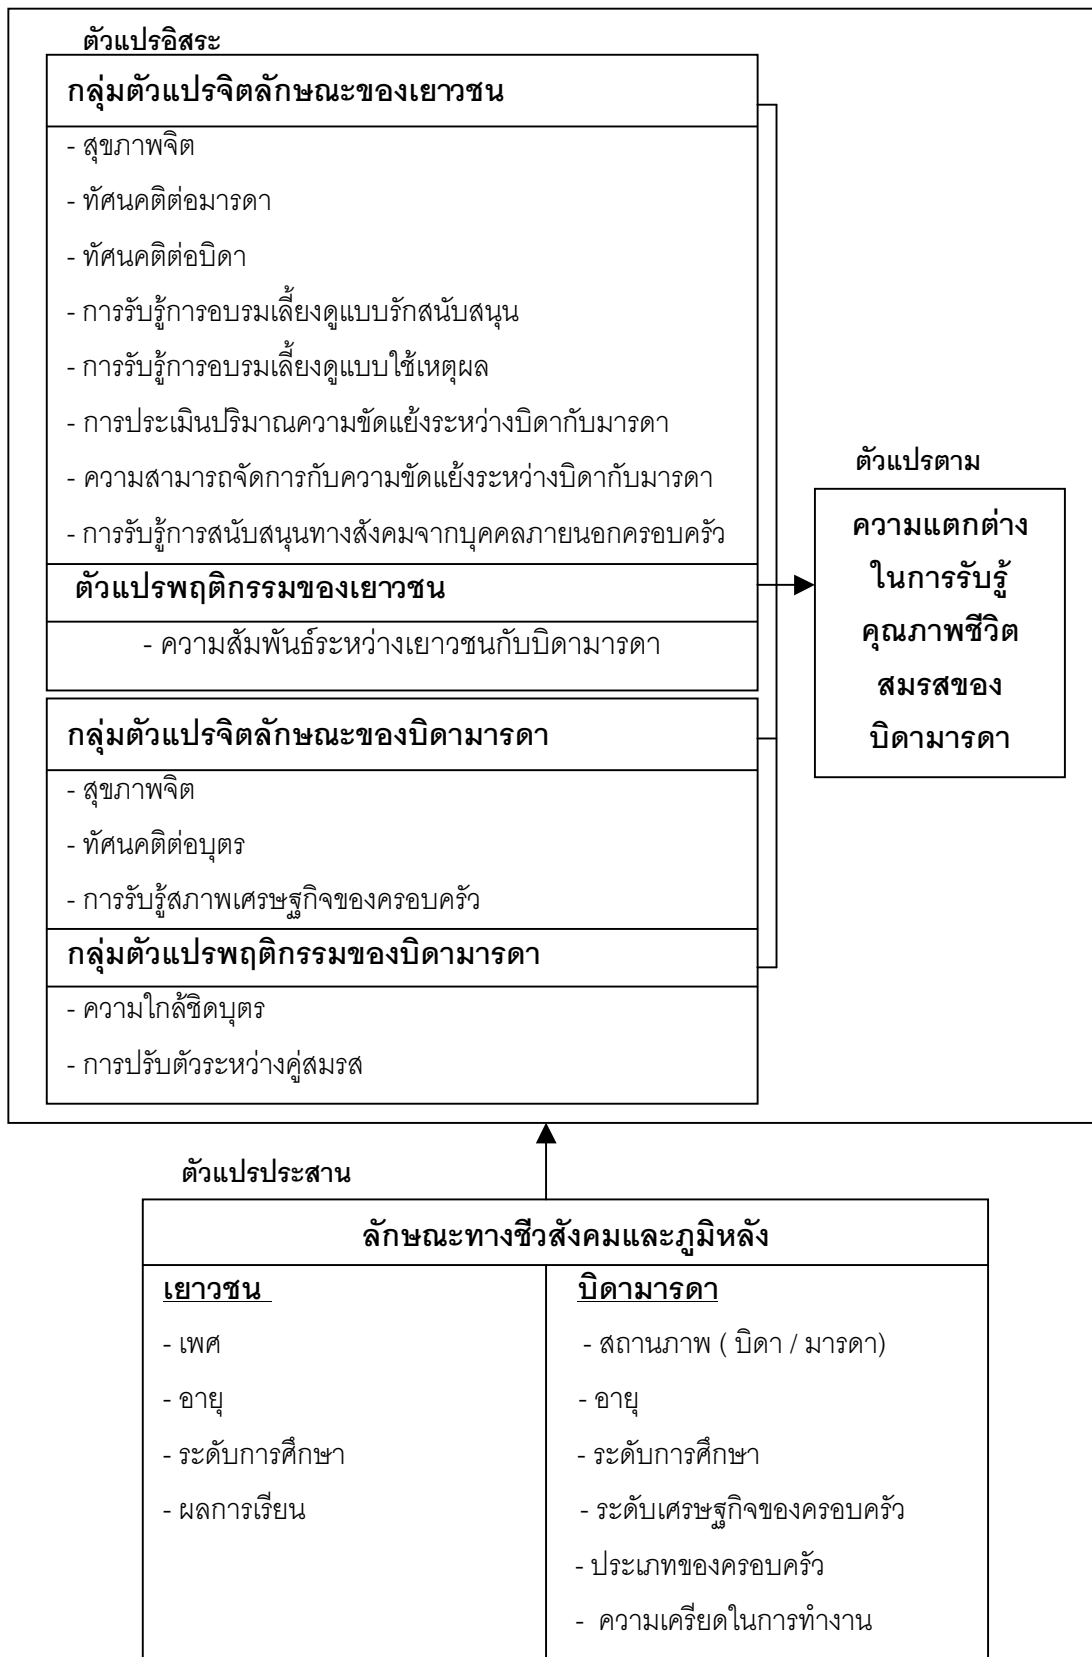 ตัวแปรอิสระ
กลุ่มตัวแปรจิตลักษณะของเยาวชน
- สุขภาพจิต
- ทัศนคติต่อมารดา
- ทัศนคติต่อบิดา
- การรับรู้การอบรมเลี้ยงดูแบบรักสนับสนุน
- การรับรู้การอบรมเลี้ยงดูแบบใช้เหตุผล
- การประเมินปริมาณความขัดแย้งระหว่างบิดากับมารดา
- ความสามารถจัดการกับความขัดแย้งระหว่างบิดากับมารดา
- การรับรู้การสนับสนุนทางสังคมจากบุคคลภายนอกครอบครัว
ตัวแปรพฤติกรรมของเยาวชน
- ความสัมพันธ์ระหว่างเยาวชนกับบิดามารดา
กลุ่มตัวแปรจิตลักษณะของบิดามารดา
- สุขภาพจิต
- ทัศนคติต่อบุตร
- การรับรู้สภาพเศรษฐกิจของครอบครัว
กลุ่มตัวแปรพฤติกรรมของบิดามารดา
- ความใกล้ชิดบุตร
- การปรับตัวระหว่างคู่สมรส
ตัวแปรตาม
ความแตกต่าง
ในการรับรู้
คุณภาพชีวิต
สมรสของ
บิดามารดา
ตัวแปรประสาน
ลักษณะทางชีวสังคมและภูมิหลัง
เยาวชน
- เพศ
- อายุ
- ระดับการศึกษา
- ผลการเรียน
บิดามารดา
- สถานภาพ ( บิดา / มารดา)
- อายุ
- ระดับการศึกษา
- ระดับเศรษฐกิจของครอบครัว
- ประเภทของครอบครัว
- ความเครียดในการทำงาน